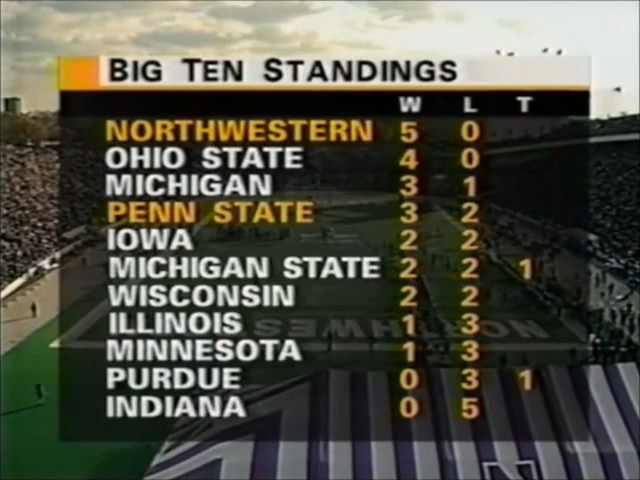 BIG TEN STANDINGS
W L T
NORTHWESTERN 5 0
OHIO STATE 4 0
MICHIGAN 3 1
PENN STATE 3 2
IOWA 2 2
MICHIGAN STATE 2 2 1
WISCONSIN 2 2
ILLINOIS 1 3
MINNESOTA 1 3
PURDUE 0 3 1
INDIANA 0 5
NORTHWEST
N